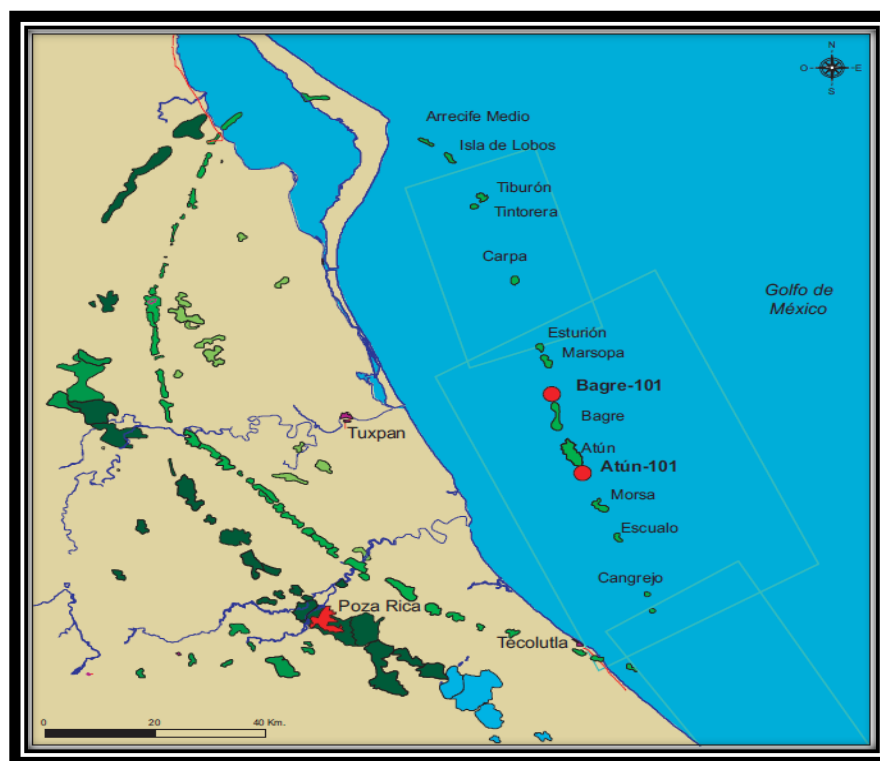 N
O
E
S
Arrecife Medio
Isla de Lobos
Tiburón
Tintorera
Carpa
Golfo de
México
Esturión
Marsopa
Bagre-101
Bagre
Tuxpan
Atún
Atún-101
Morsa
Escualo
Cangrejo
Poza Rica
Tecolutla
0
20
40 Km.